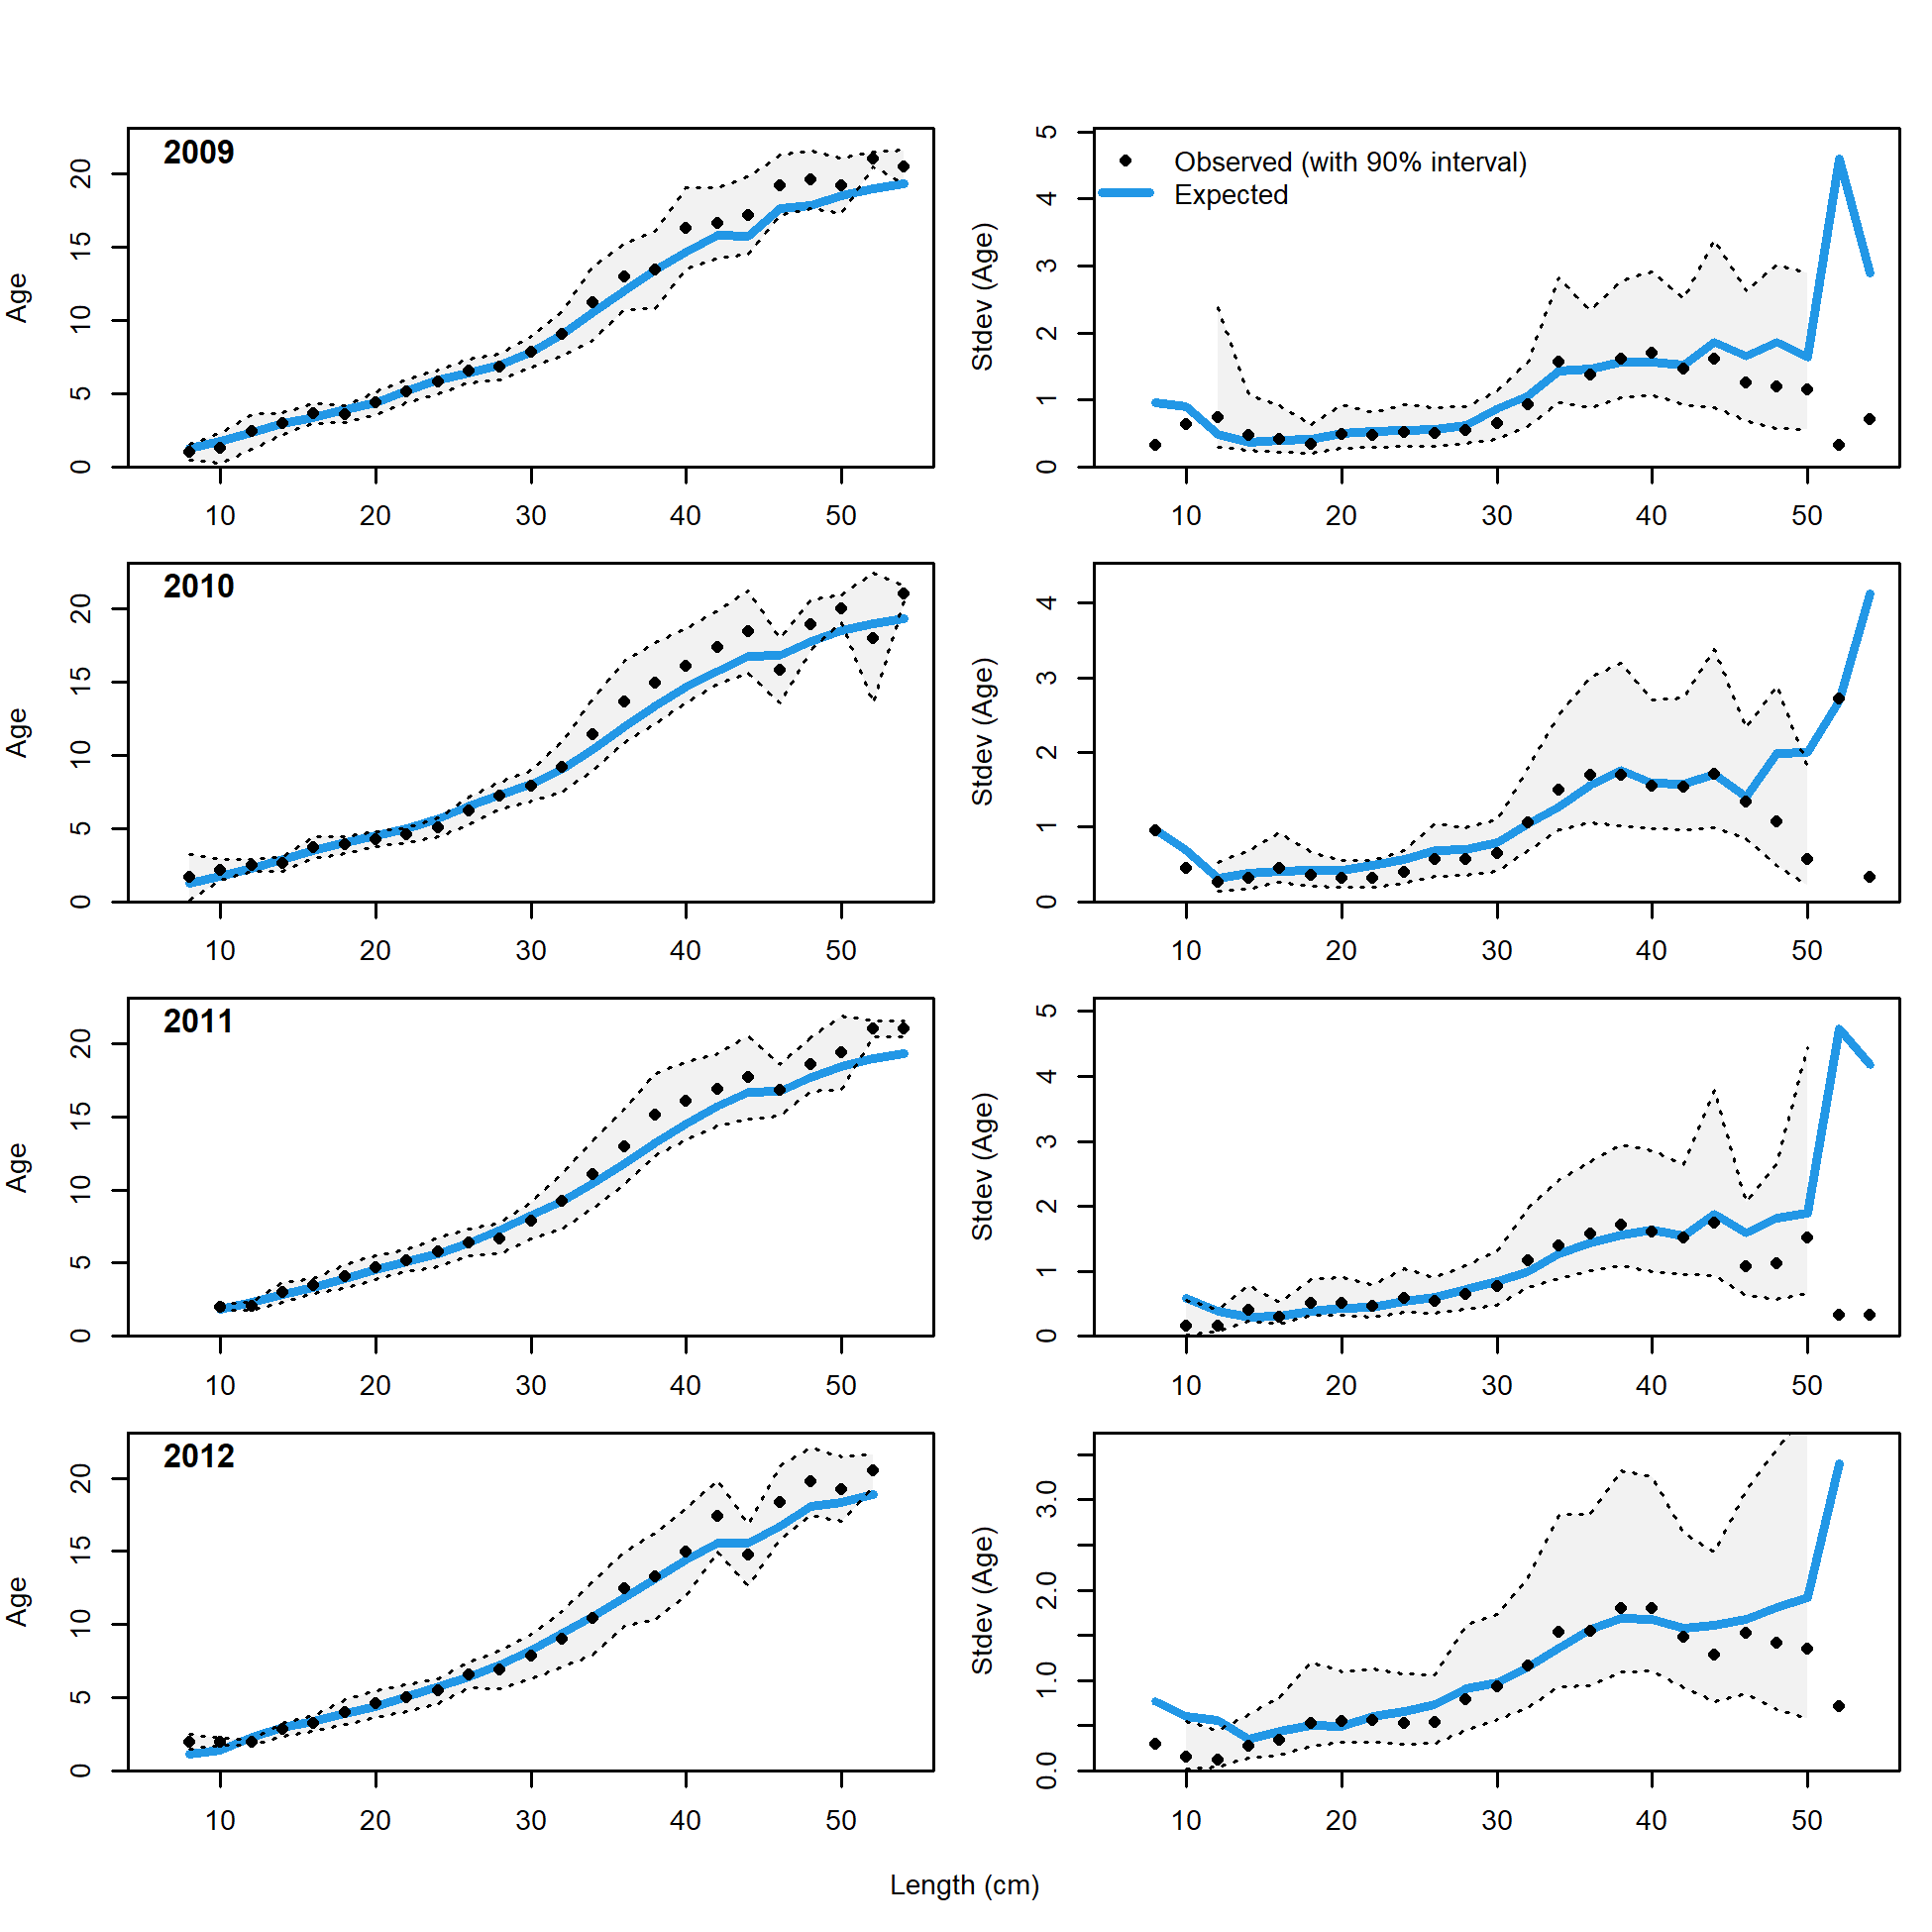 2009
Age
0 5 10 15 20
10 20 30 40 50
Observed (with 90% interval)
Expected
Stdev (Age)
0 1 2 3 4 5
10 20 30 40 50
2010
Age
0 5 10 15 20
10 20 30 40 50
Stdev (Age)
0 1 2 3 4
10 20 30 40 50
2011
Age
0 5 10 15 20
10 20 30 40 50
Stdev (Age)
0 1 2 3 4 5
10 20 30 40 50
2012
Age
0 5 10 15 20
10 20 30 40 50
Stdev (Age)
0.0 1.0 2.0 3.0
10 20 30 40 50
Length (cm)